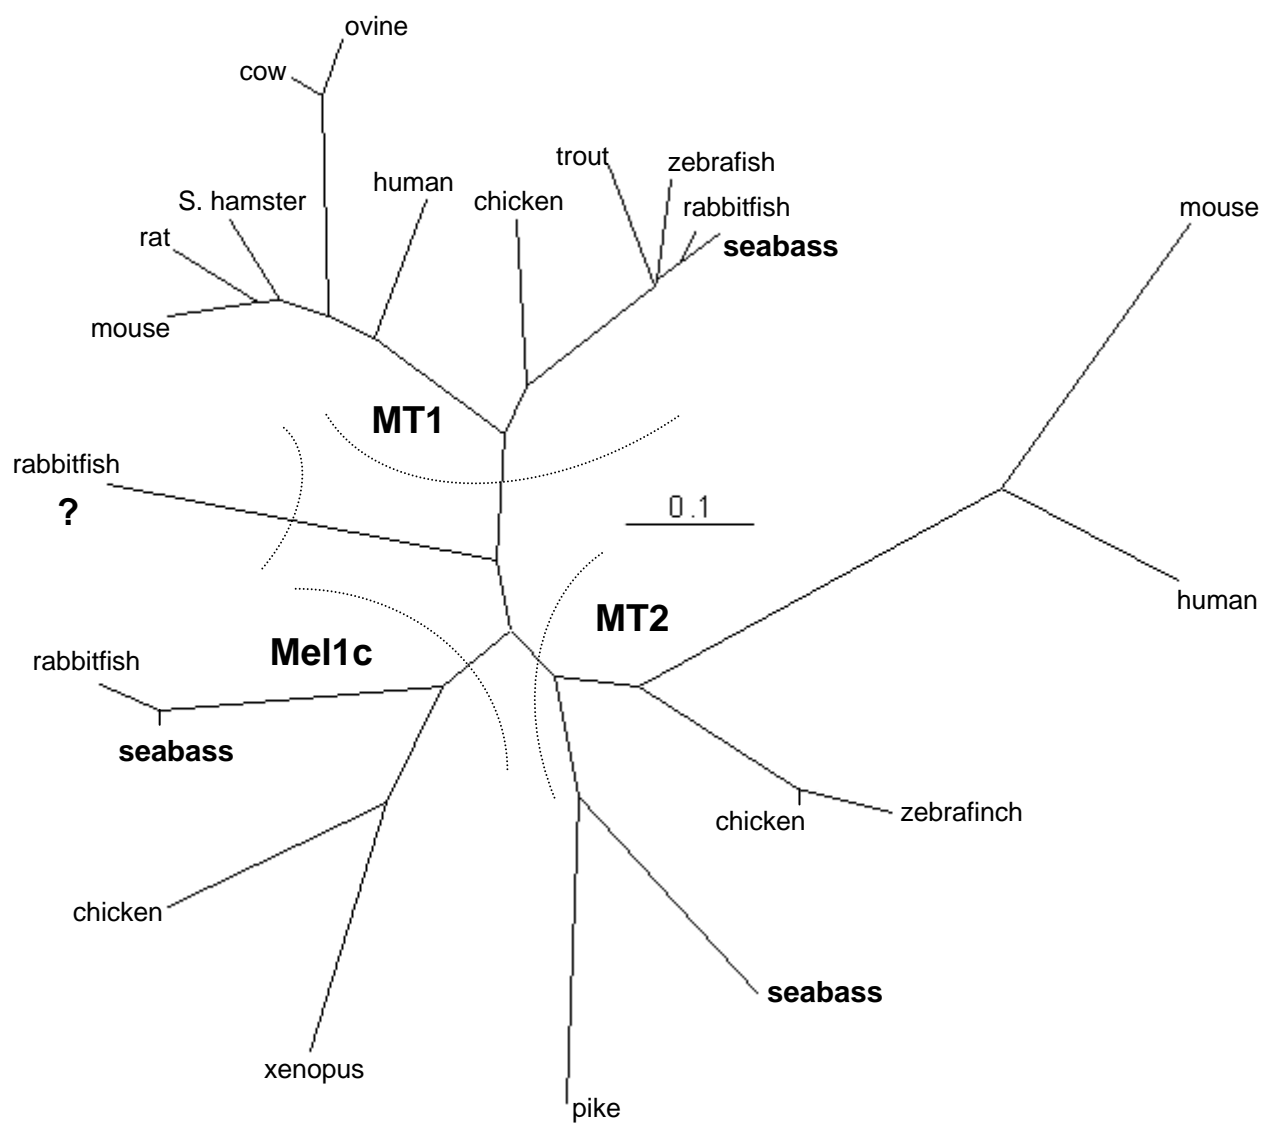 ovine
cow
trout
zebrafish
human
S. hamster
chicken
rabbitfish
mouse
rat
seabass
mouse
MT1
rabbitfish
?
0.1
human
MT2
Mel1c
rabbitfish
seabass
chicken
zebrafinch
chicken
seabass
xenopus
pike